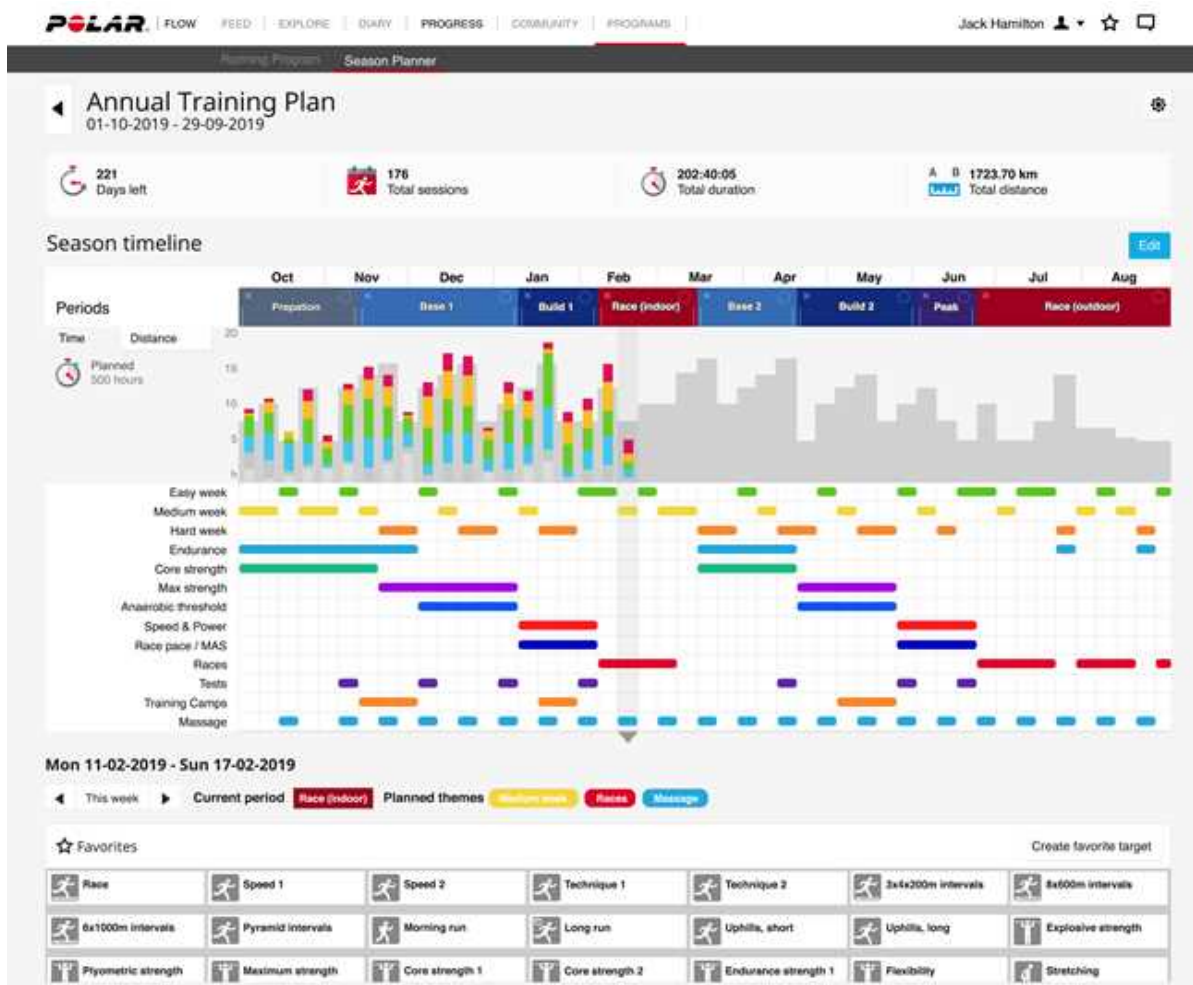 POLAR. FLOW FEED EXPLORE DIARY PROGRESS COMMUNITY PROGRAMS Jack Hamilton
Running Program Season Planner
Annual Training Plan
01-10-2019 - 29-09-2019
221
Days left
176
Total sessions
202:40:05
Total duration
A B 1723.70 km
Total distance
Season timeline
Edit
Oct Nov Dec Jan Feb Mar Apr May Jun Jul Aug
Periods
Prepation Base 1 Build 1 Race (indoor) Base 2 Build 2 Peak Race (outdoor)
Time Distance
Planned
500 hours
20
15
10
5
h
Easy week
Medium week
Hard week
Endurance
Core strength
Max strength
Anaerobic threshold
Speed & Power
Race pace / MAS
Races
Tests
Training Camps
Massage
Mon 11-02-2019 - Sun 17-02-2019
This week Current period Race (indoor) Planned themes Medium week Races Massage
Favorites Create favorite target
Race Speed 1 Speed 2 Technique 1 Technique 2 3x4x200m intervals 8x600m intervals
6x1000m intervals Pyramid intervals Morning run Long run Uphills, short Uphills, long Explosive strength
Plyometric strength Maximum strength Core strength 1 Core strength 2 Endurance strength 1 Flexibility Stretching